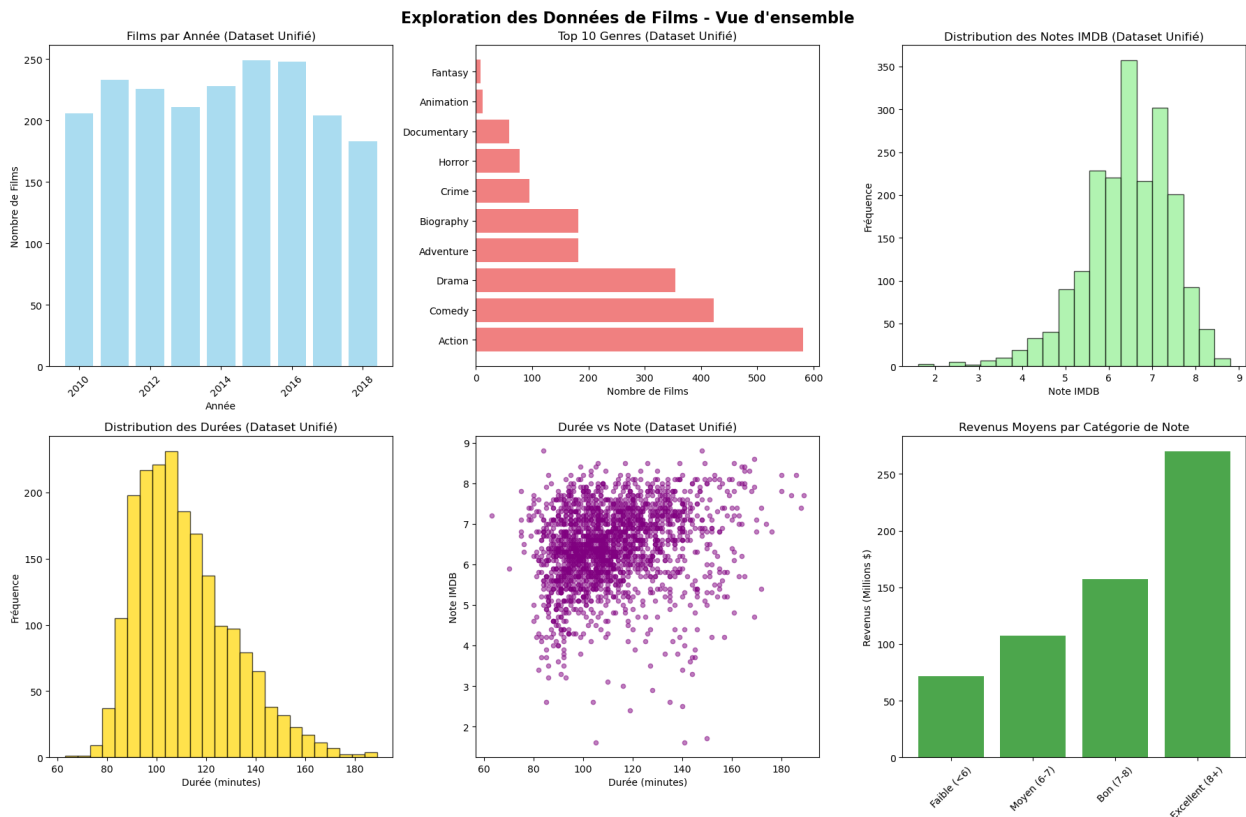 Exploration des Données de Films - Vue d'ensemble
Films par Année (Dataset Unifié)
Nombre de Films
250
200
150
100
50
0
2010
2012
2014
2016
2018
Année
Top 10 Genres (Dataset Unifié)
Fantasy
Animation
Documentary
Horror
Crime
Biography
Adventure
Drama
Comedy
Action
0
100
200
300
400
500
600
Nombre de Films
Distribution des Notes IMDB (Dataset Unifié)
Fréquence
350
300
250
200
150
100
50
0
2
3
4
5
6
7
8
9
Note IMDB
Distribution des Durées (Dataset Unifié)
Fréquence
200
150
100
50
0
60
80
100
120
140
160
180
Durée (minutes)
Durée vs Note (Dataset Unifié)
Note IMDB
9
8
7
6
5
4
3
2
60
80
100
120
140
160
180
Durée (minutes)
Revenus Moyens par Catégorie de Note
Revenus (Millions $)
250
200
150
100
50
0
Faible (<6)
Moyen (6-7)
Bon (7-8)
Excellent (8+)